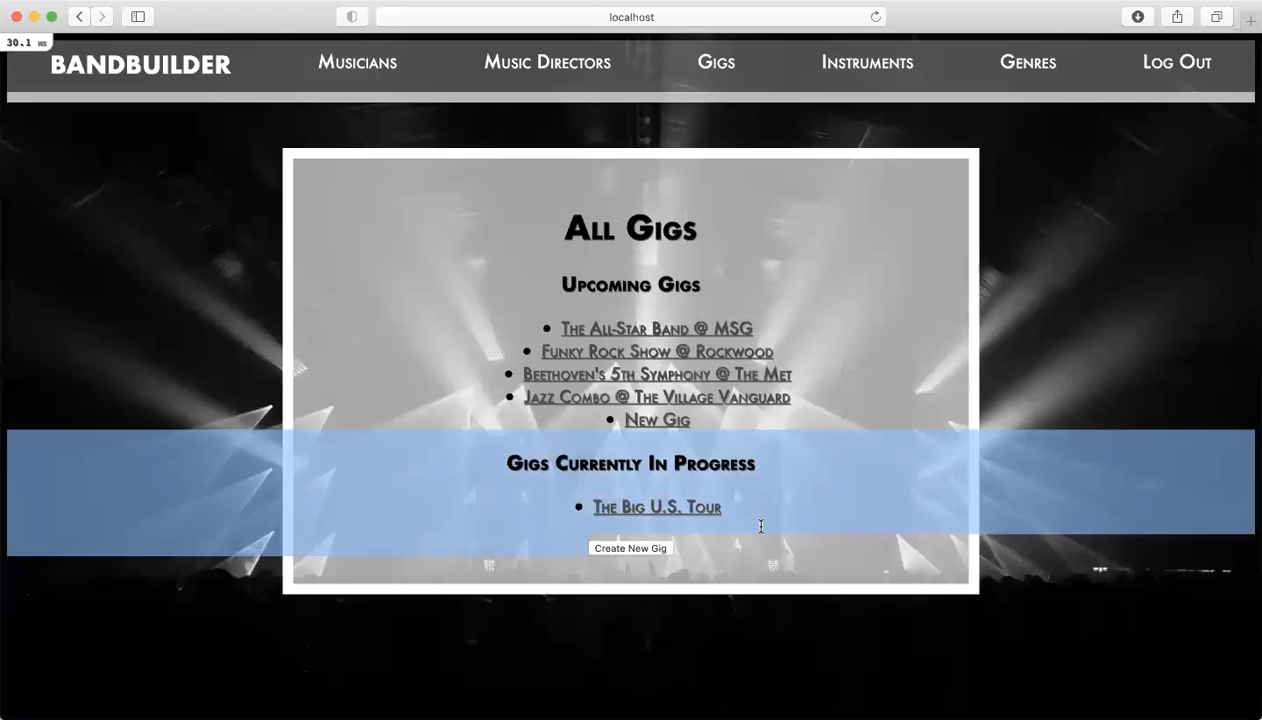 localhost
30.1 ms
BANDBUILDER Musicians Music Directors Gigs Instruments Genres Log Out
All Gigs
Upcoming Gigs
The All-Star Band @ MSG
Funky Rock Show @ Rockwood
Beethoven's 5th Symphony @ The Met
Jazz Combo @ The Village Vanguard
New Gig
Gigs Currently In Progress
The Big U.S. Tour
Create New Gig